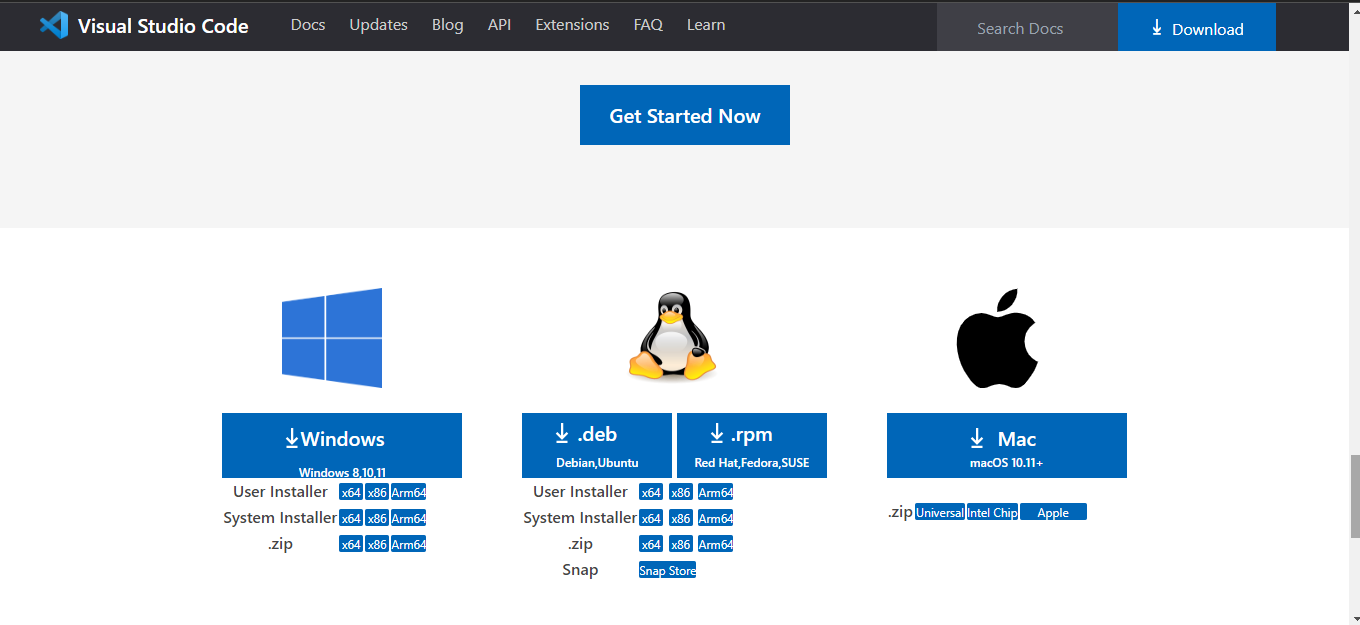 Visual Studio Code Docs Updates Blog API Extensions FAQ Learn Search Docs Download
Get Started Now
Windows
Windows 8,10,11
User Installer x64 x86 Arm64
System Installer x64 x86 Arm64
.zip x64 x86 Arm64
.deb
Debian,Ubuntu
.rpm
Red Hat,Fedora,SUSE
User Installer x64 x86 Arm64
System Installer x64 x86 Arm64
.zip x64 x86 Arm64
Snap Snap Store
Mac
macOS 10.11+
.zip Universal Intel Chip Apple